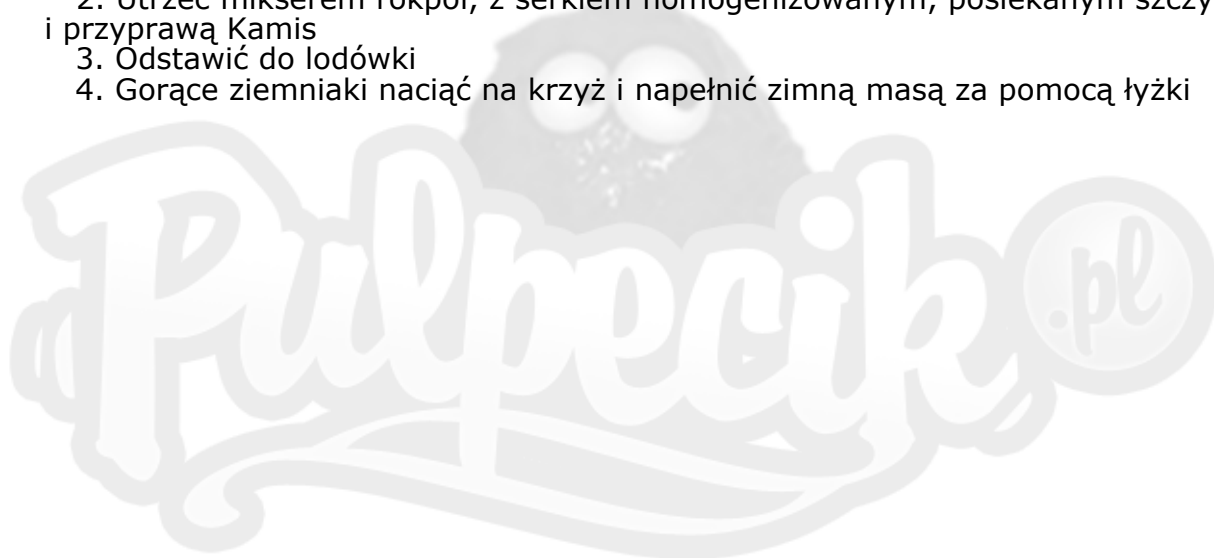 2. Utrzeć mikserem rokpol, z serkiem homogenizowanym, posiekanym szczy
i przyprawą Kamis
3. Odstawić do lodówki
4. Gorące ziemniaki naciąć na krzyż i napełnić zimną masą za pomocą łyżki
Pulpecik.pl